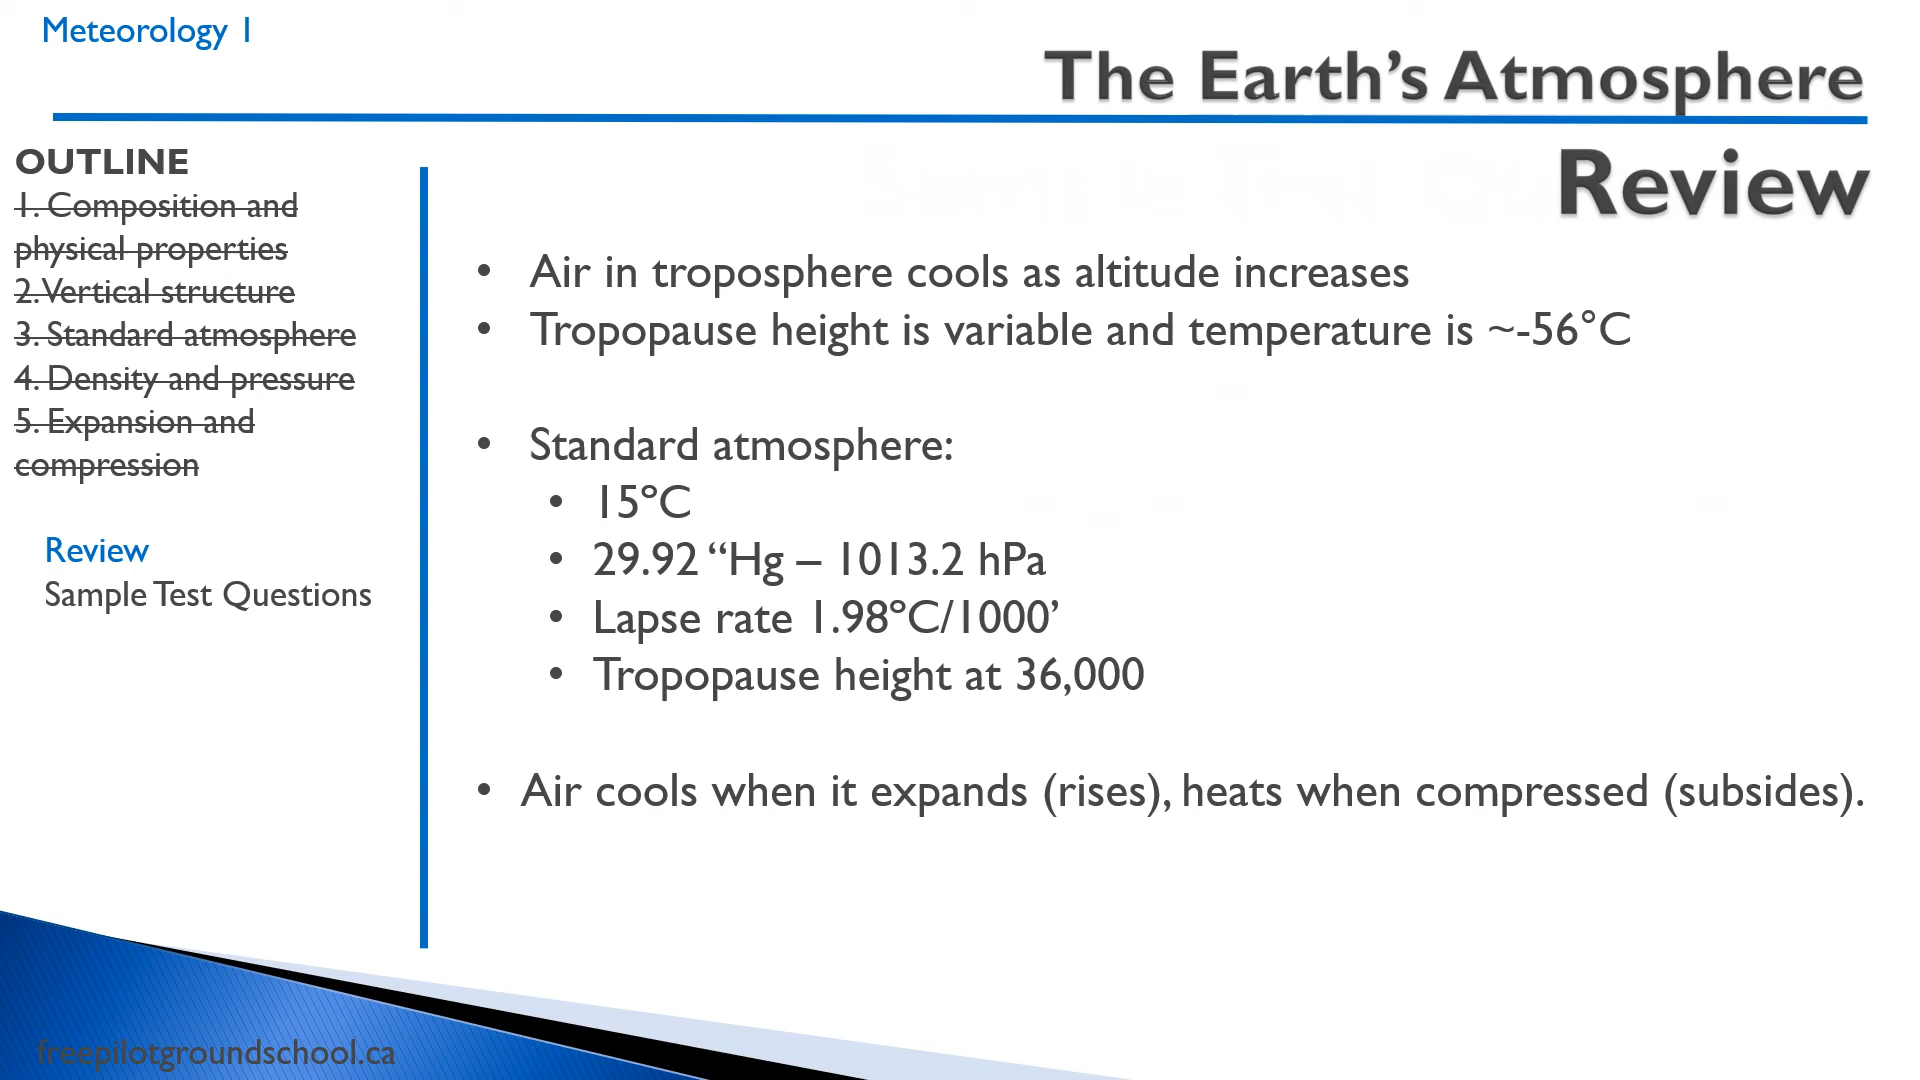 Meteorology 1
The Earth’s Atmosphere
OUTLINE
1. Composition and
physical properties
2. Vertical structure
3. Standard atmosphere
4. Density and pressure
5. Expansion and
compression
Review
Sample Test Questions
Review
• Air in troposphere cools as altitude increases
• Tropopause height is variable and temperature is ~-56°C
• Standard atmosphere:
• 15ºC
• 29.92 “Hg – 1013.2 hPa
• Lapse rate 1.98ºC/1000’
• Tropopause height at 36,000
• Air cools when it expands (rises), heats when compressed (subsides).
freepilotgroundschool.ca